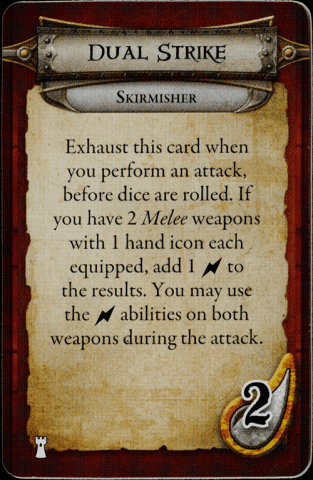 Dual Strike
Skirmisher
Exhaust this card when
you perform an attack,
before dice are rolled. If
you have 2 Melee weapons
with 1 hand icon each
equipped, add 1 to
the results. You may use
the abilities on both
weapons during the attack.
2